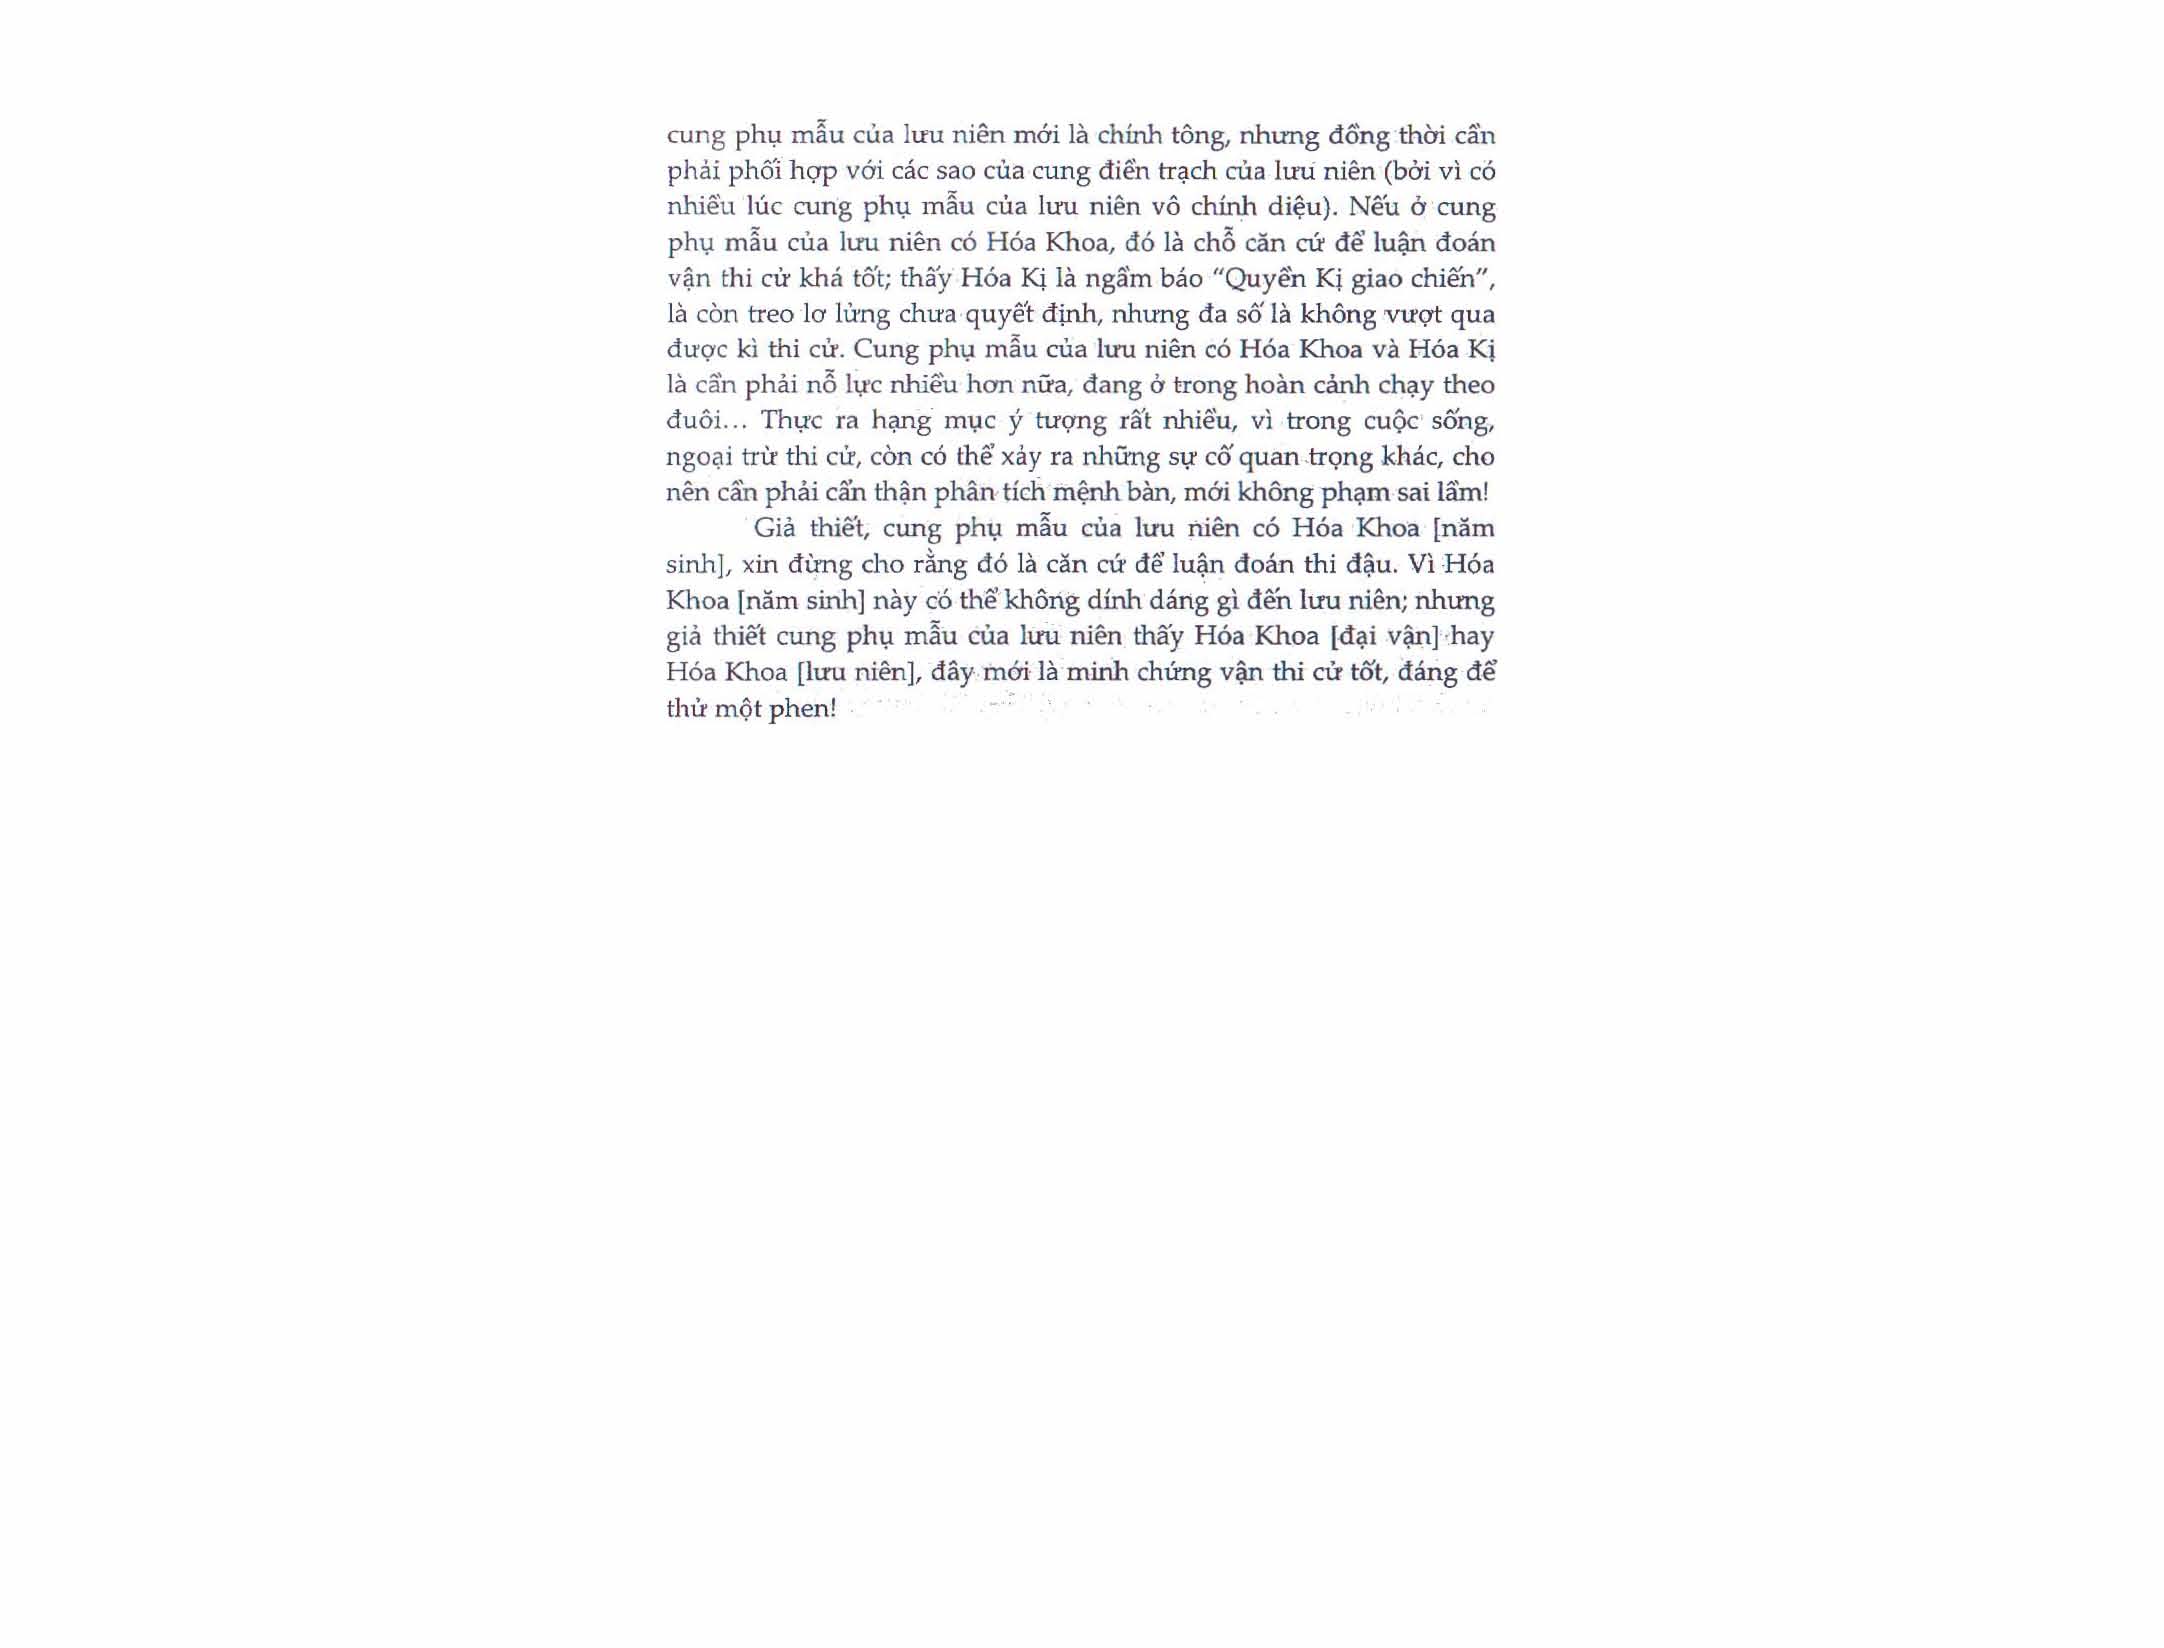 cung phụ mẫu của lưu niên mới là chính tông, nhưng đồng thời cần
phải phối hợp với các sao của cung điền trạch của lưu niên (bởi vì có
nhiều lúc cung phụ mẫu của lưu niên vô chính diệu). Nếu ở cung
phụ mẫu của lưu niên có Hóa Khoa, đó là chỗ căn cứ để luận đoán
vận thi cử khá tốt; thấy Hóa Kị là ngầm báo “Quyền Kị giao chiến”,
là còn treo lơ lửng chưa quyết định, nhưng đa số là không vượt qua
được kì thi cử. Cung phụ mẫu của lưu niên có Hóa Khoa và Hóa Kị
là cần phải nỗ lực nhiều hơn nữa, đang ở trong hoàn cảnh chạy theo
đuôi... Thực ra hạng mục ý tượng rất nhiều, vì trong cuộc sống,
ngoại trừ thi cử, còn có thể xảy ra những sự cố quan trọng khác, cho
nên cần phải cẩn thận phân tích mệnh bàn, mới không phạm sai lầm!
Giả thiết, cung phụ mẫu của lưu niên có Hóa Khoa [năm
sinh], xin đừng cho rằng đó là căn cứ để luận đoán thi đậu. Vì Hóa
Khoa [năm sinh] này có thể không dính dáng gì đến lưu niên; nhưng
giả thiết cung phụ mẫu của lưu niên thấy Hóa Khoa [đại vận] hay
Hóa Khoa [lưu niên], đây mới là minh chứng vận thi cử tốt, đáng để
thử một phen!